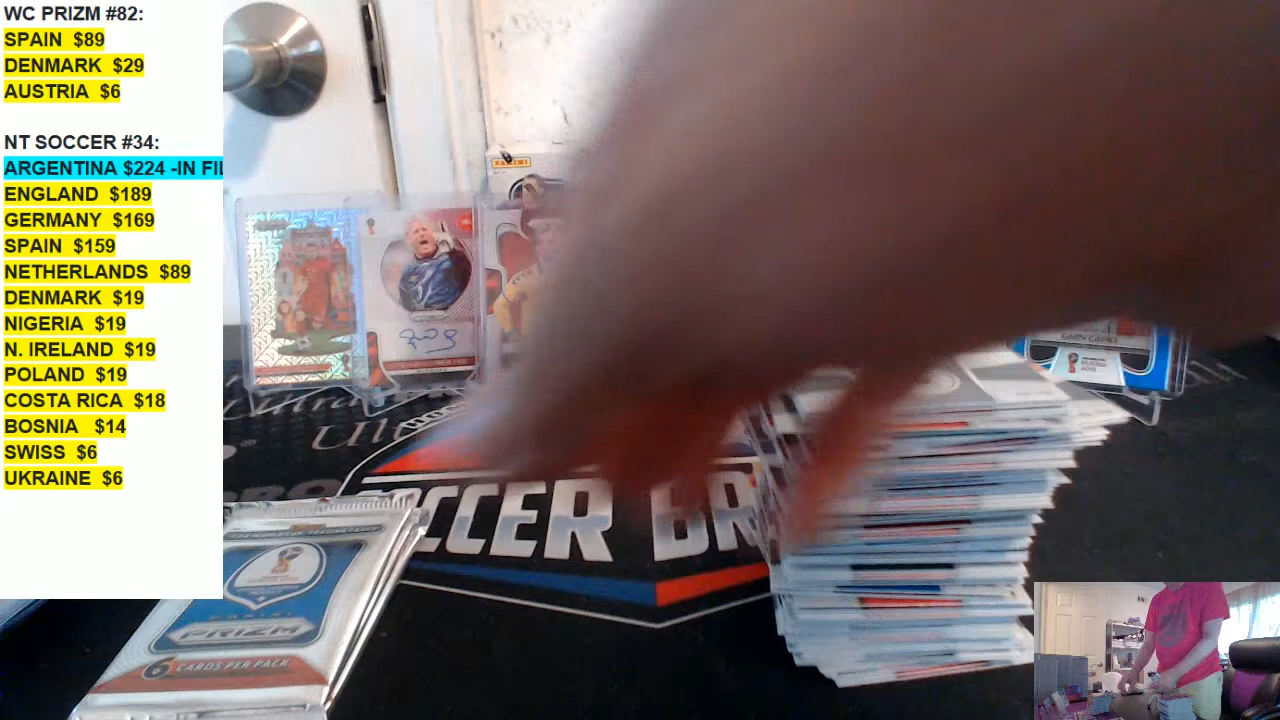 WC PRIZM #82:
SPAIN $89
DENMARK $29
AUSTRIA $6
NT SOCCER #34:
ARGENTINA $224 -IN FI
ENGLAND $189
GERMANY $169
SPAIN $159
NETHERLANDS $89
DENMARK $19
NIGERIA $19
N. IRELAND $19
POLAND $19
COSTA RICA $18
BOSNIA $14
SWISS $6
UKRAINE $6
PANINI
CCER BR
PANINI
PRIZM
6 CARDS PER PACK